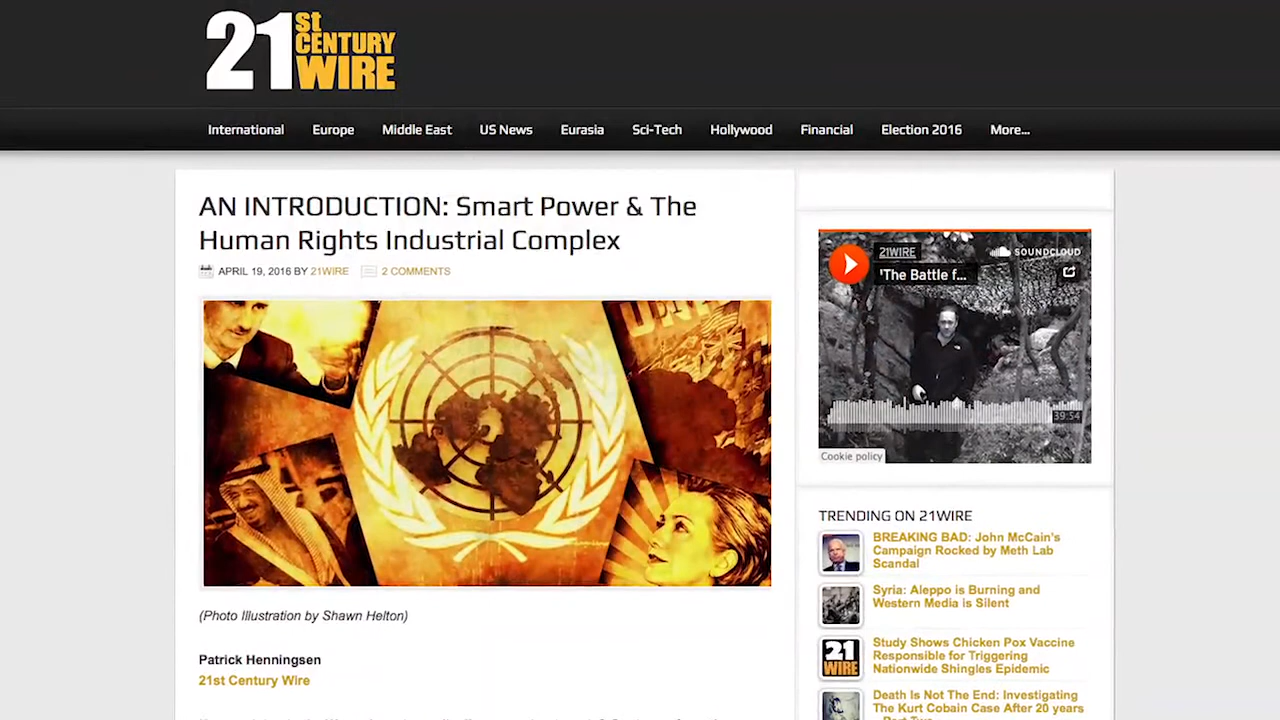 21st CENTURY WIRE
International Europe Middle East US News Eurasia Sci-Tech Hollywood Financial Election 2016 More...
AN INTRODUCTION: Smart Power & The
Human Rights Industrial Complex
APRIL 19, 2016 BY 21WIRE 2 COMMENTS
(Photo Illustration by Shawn Helton)
Patrick Henningsen
21st Century Wire
21WIRE
SOUNDCLOUD
'The Battle f...
39:54
Cookie policy
TRENDING ON 21WIRE
BREAKING BAD: John McCain's
Campaign Rocked by Meth Lab
Scandal
Syria: Aleppo is Burning and
Western Media is Silent
21
WIRE
Study Shows Chicken Pox Vaccine
Responsible for Triggering
Nationwide Shingles Epidemic
Death Is Not The End: Investigating
The Kurt Cobain Case After 20 years